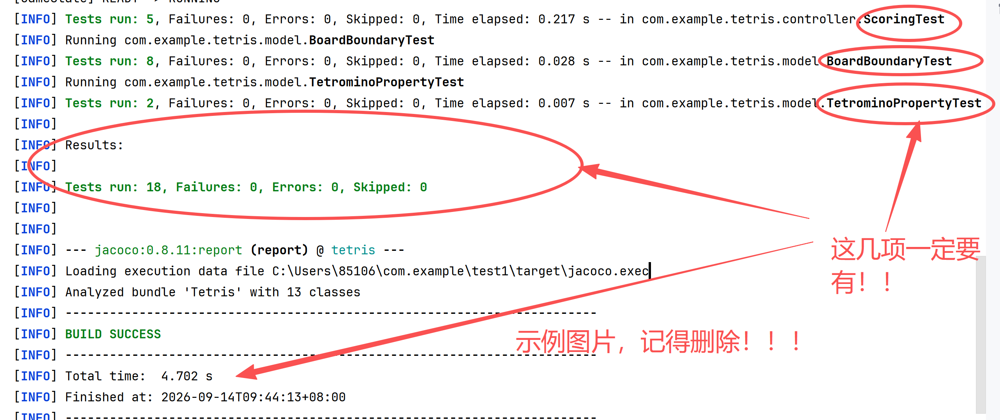 [GameState] READY -> RUNNING
[INFO] Tests run: 5, Failures: 0, Errors: 0, Skipped: 0, Time elapsed: 0.217 s -- in com.example.tetris.controller.ScoringTest
[INFO] Running com.example.tetris.model.BoardBoundaryTest
[INFO] Tests run: 8, Failures: 0, Errors: 0, Skipped: 0, Time elapsed: 0.028 s -- in com.example.tetris.model.BoardBoundaryTest
[INFO] Running com.example.tetris.model.TetrominoPropertyTest
[INFO] Tests run: 2, Failures: 0, Errors: 0, Skipped: 0, Time elapsed: 0.007 s -- in com.example.tetris.model.TetrominoPropertyTest
[INFO]
[INFO] Results:
[INFO]
[INFO] Tests run: 18, Failures: 0, Errors: 0, Skipped: 0
[INFO]
[INFO]
[INFO] --- jacoco:0.8.11:report (report) @ tetris ---
[INFO] Loading execution data file C:\Users\85106\com.example\test1\target\jacoco.exec
[INFO] Analyzed bundle 'Tetris' with 13 classes
[INFO] ------------------------------------------------------------------------
[INFO] BUILD SUCCESS
[INFO] ------------------------------------------------------------------------
[INFO] Total time:  4.702 s
[INFO] Finished at: 2026-09-14T09:44:13+08:00
[INFO] ------------------------------------------------------------------------
这几项一定要
有！！
示例图片，记得删除！！！